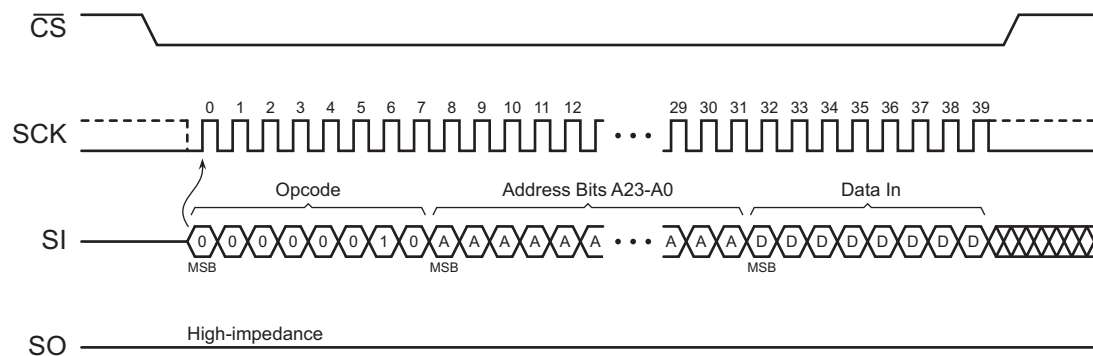 CS
0 1 2 3 4 5 6 7 8 9 10 11 12 29 30 31 32 33 34 35 36 37 38 39
SCK
Opcode Address Bits A23-A0 Data In
SI 0 0 0 0 0 0 1 0 A A A A A A A A A D D D D D D D D
MSB MSB MSB
High-impedance
SO